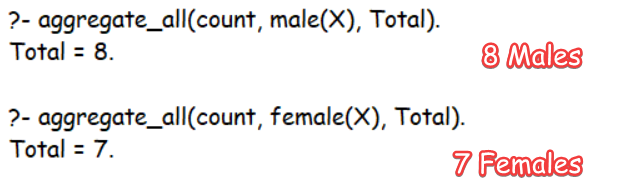 ?- aggregate_all(count, male(X), Total).
Total = 8.
8 Males
?- aggregate_all(count, female(X), Total).
Total = 7.
7 Females